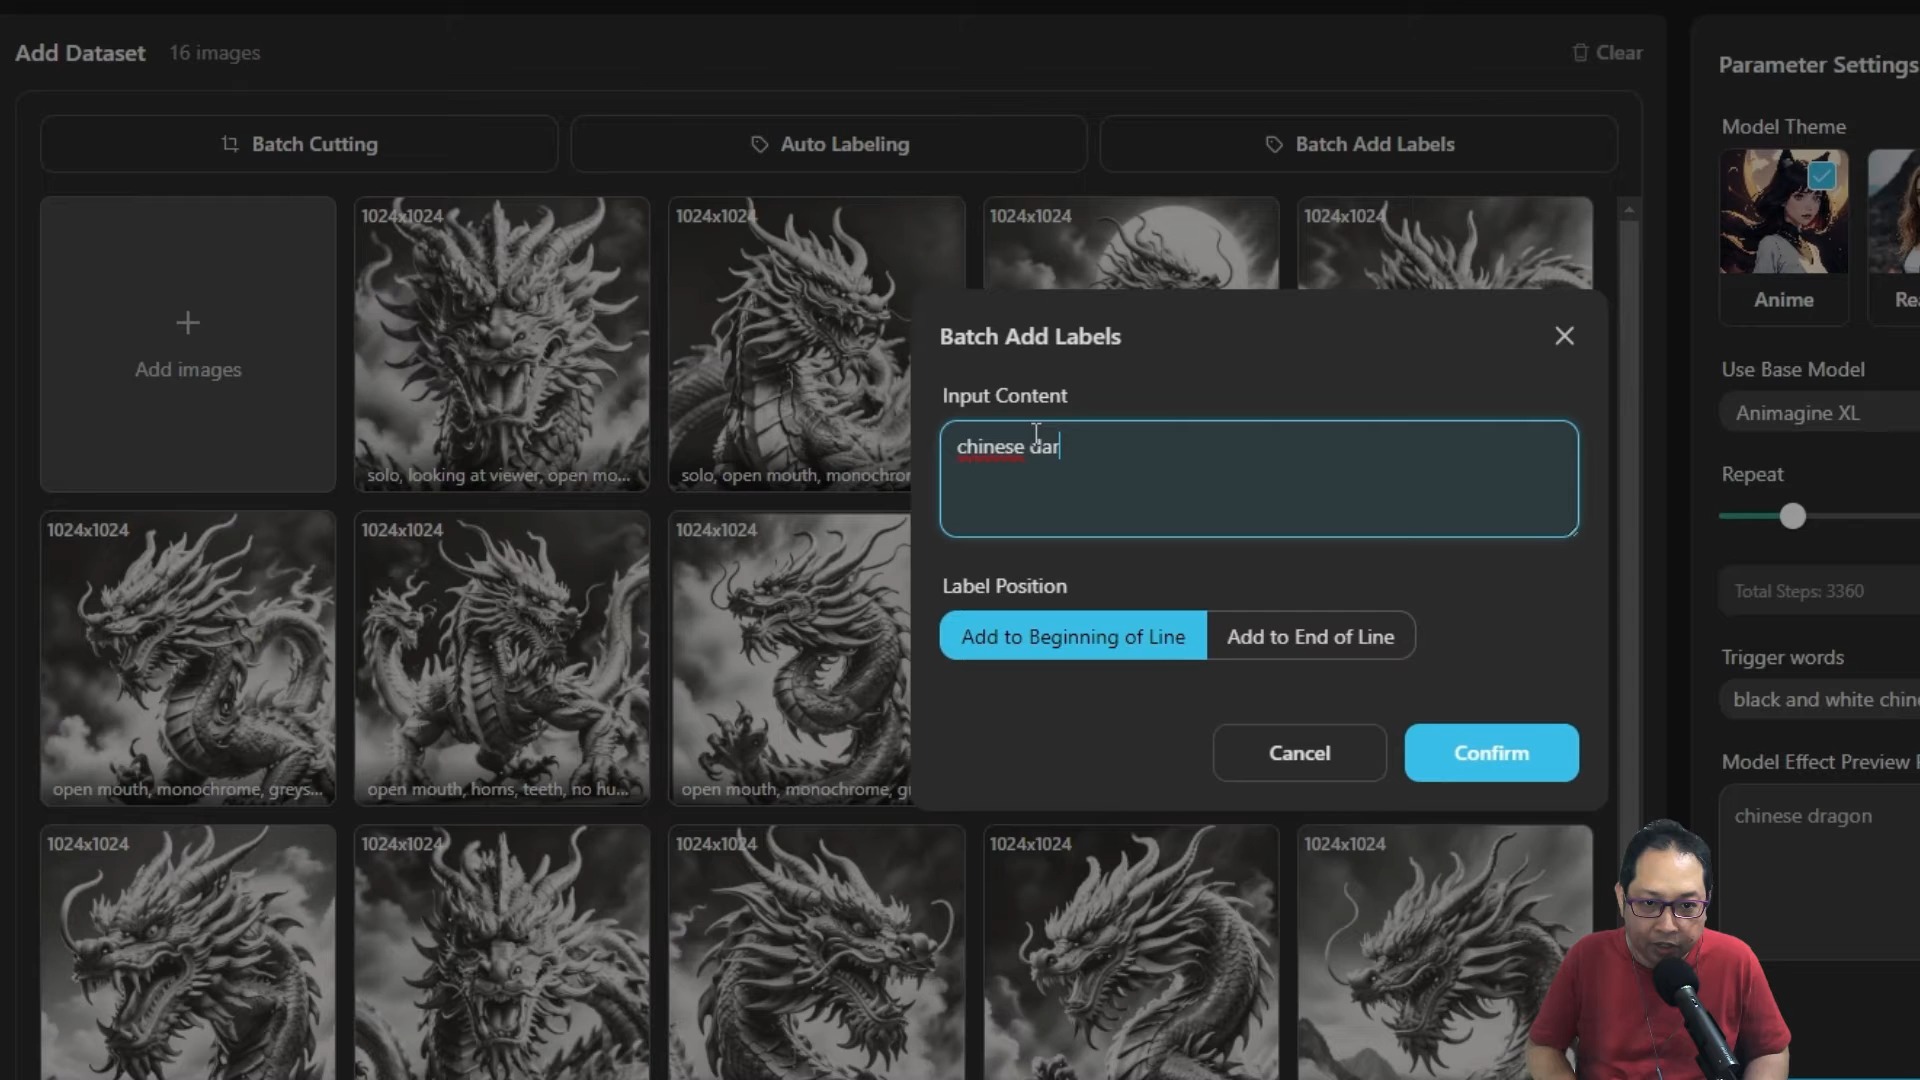 Add Dataset 16 images
Clear
Parameter Settings
Batch Cutting
Auto Labeling
Batch Add Labels
Model Theme
Add images
1024x1024
solo, looking at viewer, open mo...
1024x1024
solo, open mouth, monochro
1024x1024
1024x1024
Anime
Batch Add Labels
Input Content
chinese dar
Label Position
Add to Beginning of Line
Add to End of Line
Cancel
Confirm
Use Base Model
Animagine XL
Repeat
Total Steps: 3360
Trigger words
black and white chin
Model Effect Preview
chinese dragon
1024x1024
open mouth, monochrome, greys...
1024x1024
open mouth, horns, teeth, no hu...
1024x1024
open mouth, monochrome, g
1024x1024
1024x1024
1024x1024
1024x1024
1024x1024